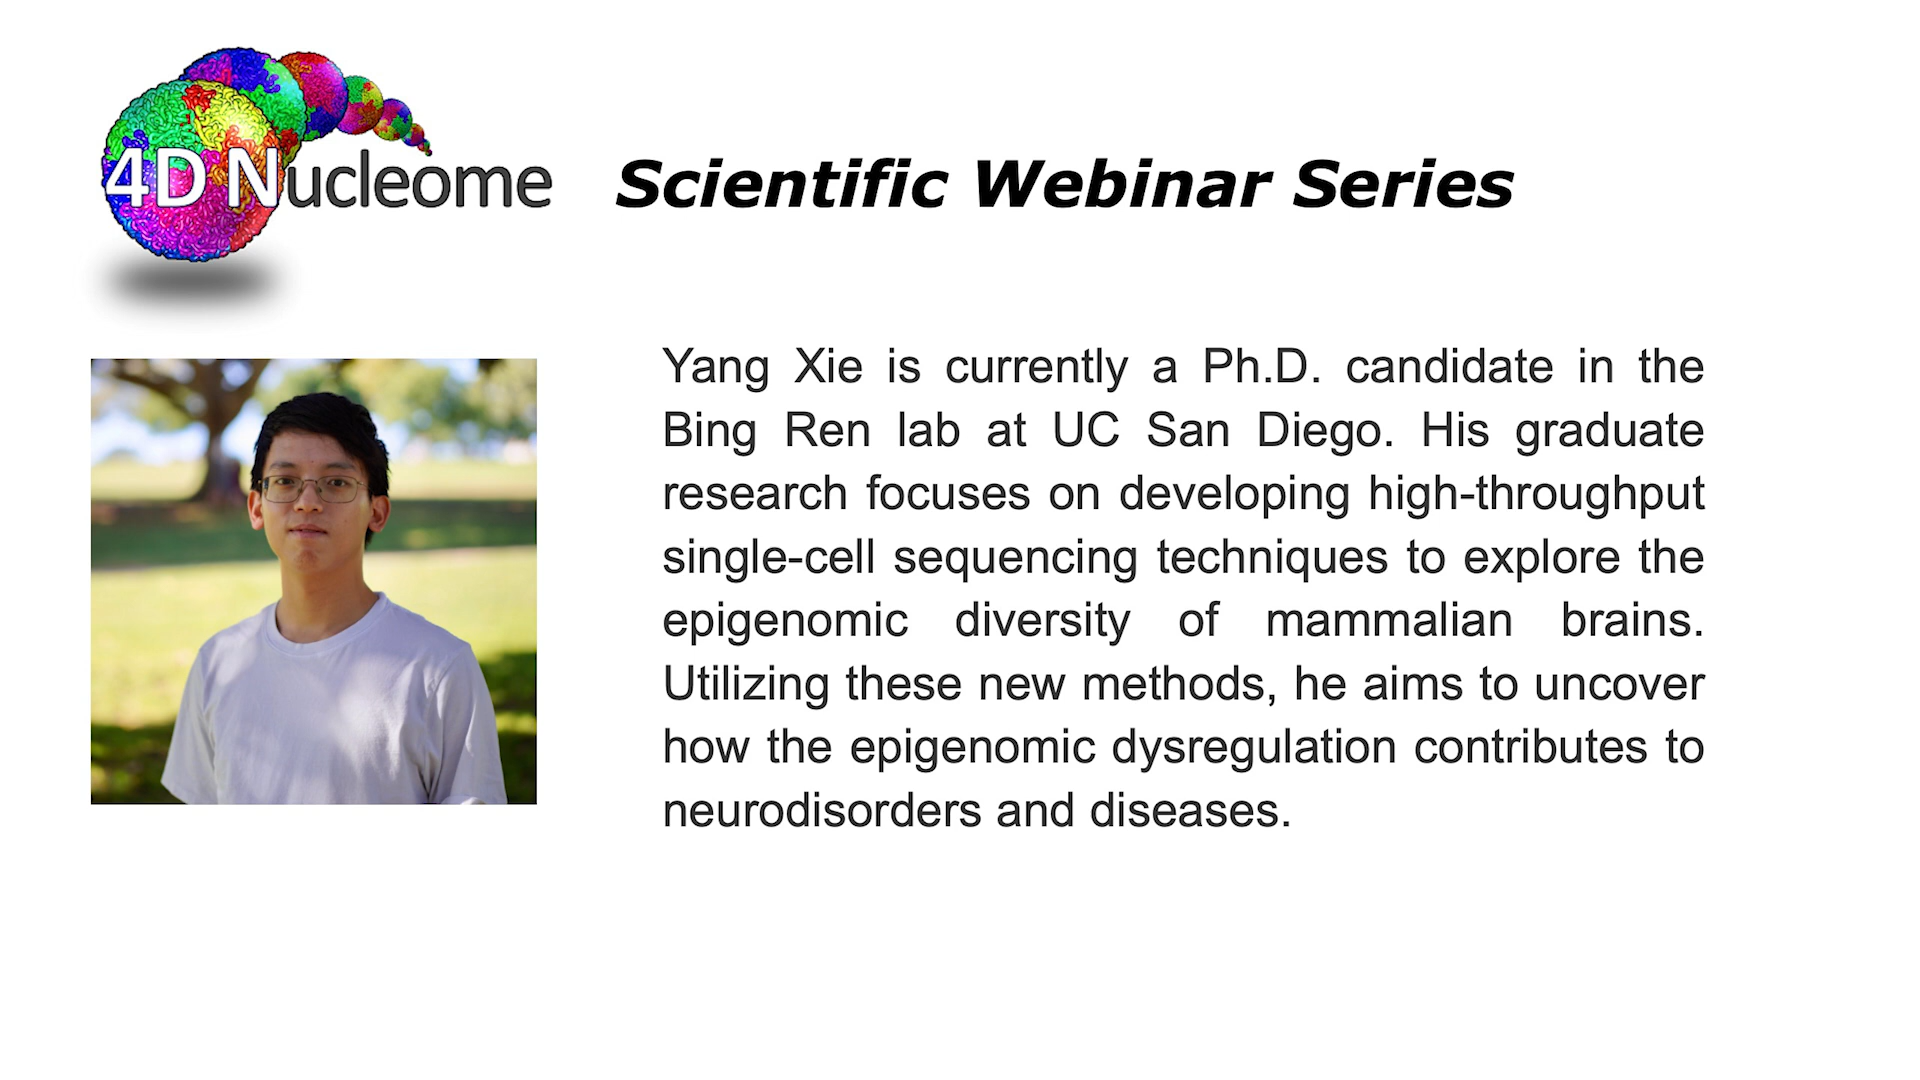 4D Nucleome
Scientific Webinar Series
Yang Xie is currently a Ph.D. candidate in the
Bing Ren lab at UC San Diego. His graduate
research focuses on developing high-throughput
single-cell sequencing techniques to explore the
epigenomic diversity of mammalian brains.
Utilizing these new methods, he aims to uncover
how the epigenomic dysregulation contributes to
neurodisorders and diseases.